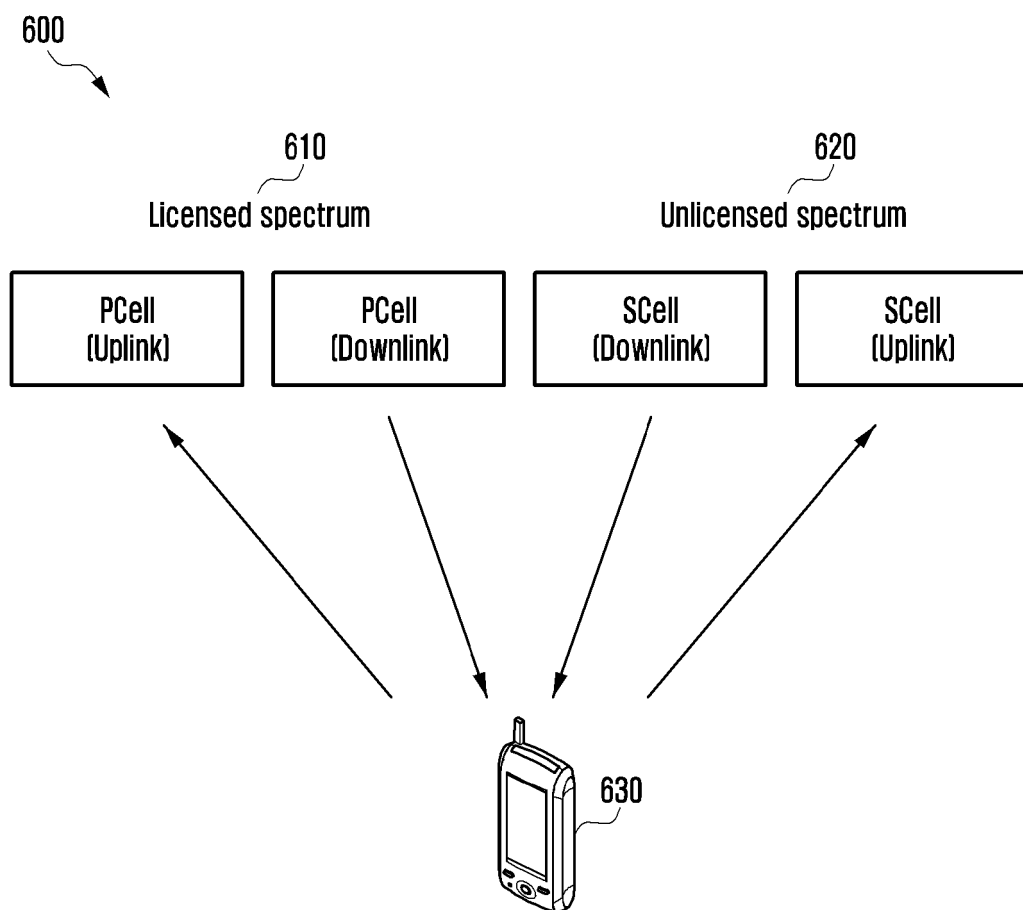 600
610
620
Licensed spectrum
Unlicensed spectrum
PCell
(Uplink)
PCell
(Downlink)
SCell
(Downlink)
SCell
(Uplink)
630